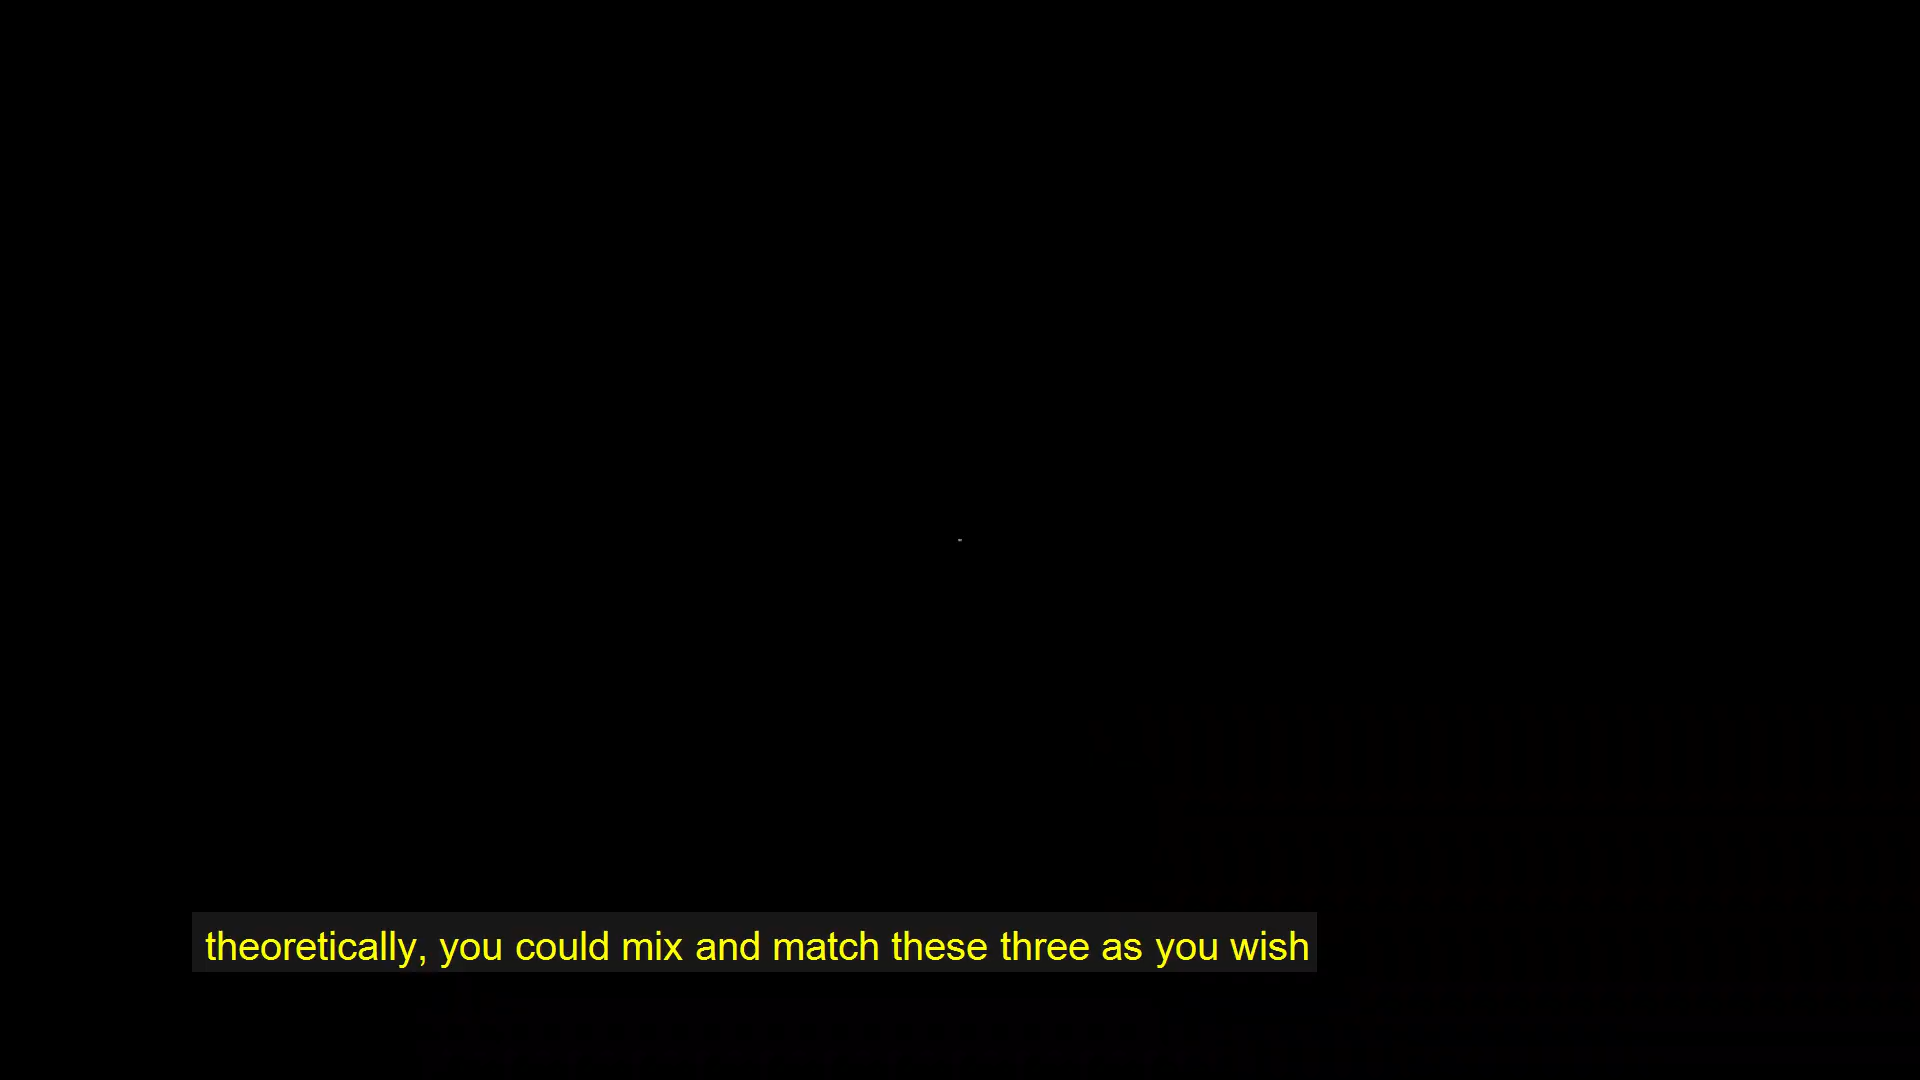 theoretically, you could mix and match these three as you wish